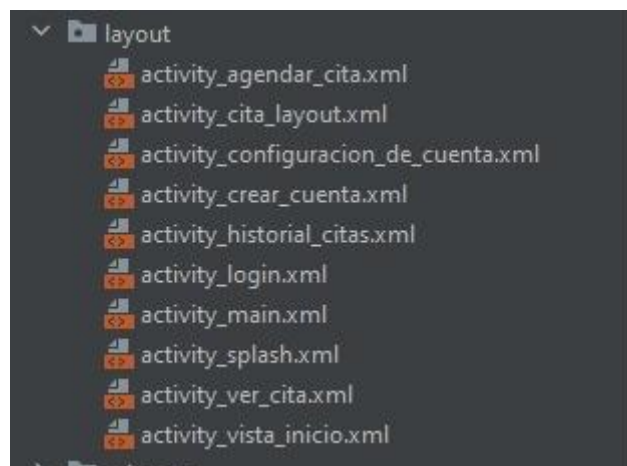 layout
activity_agendar_cita.xml
activity_cita_layout.xml
activity_configuracion_de_cuenta.xml
activity_crear_cuenta.xml
activity_historial_citas.xml
activity_login.xml
activity_main.xml
activity_splash.xml
activity_ver_cita.xml
activity_vista_inicio.xml